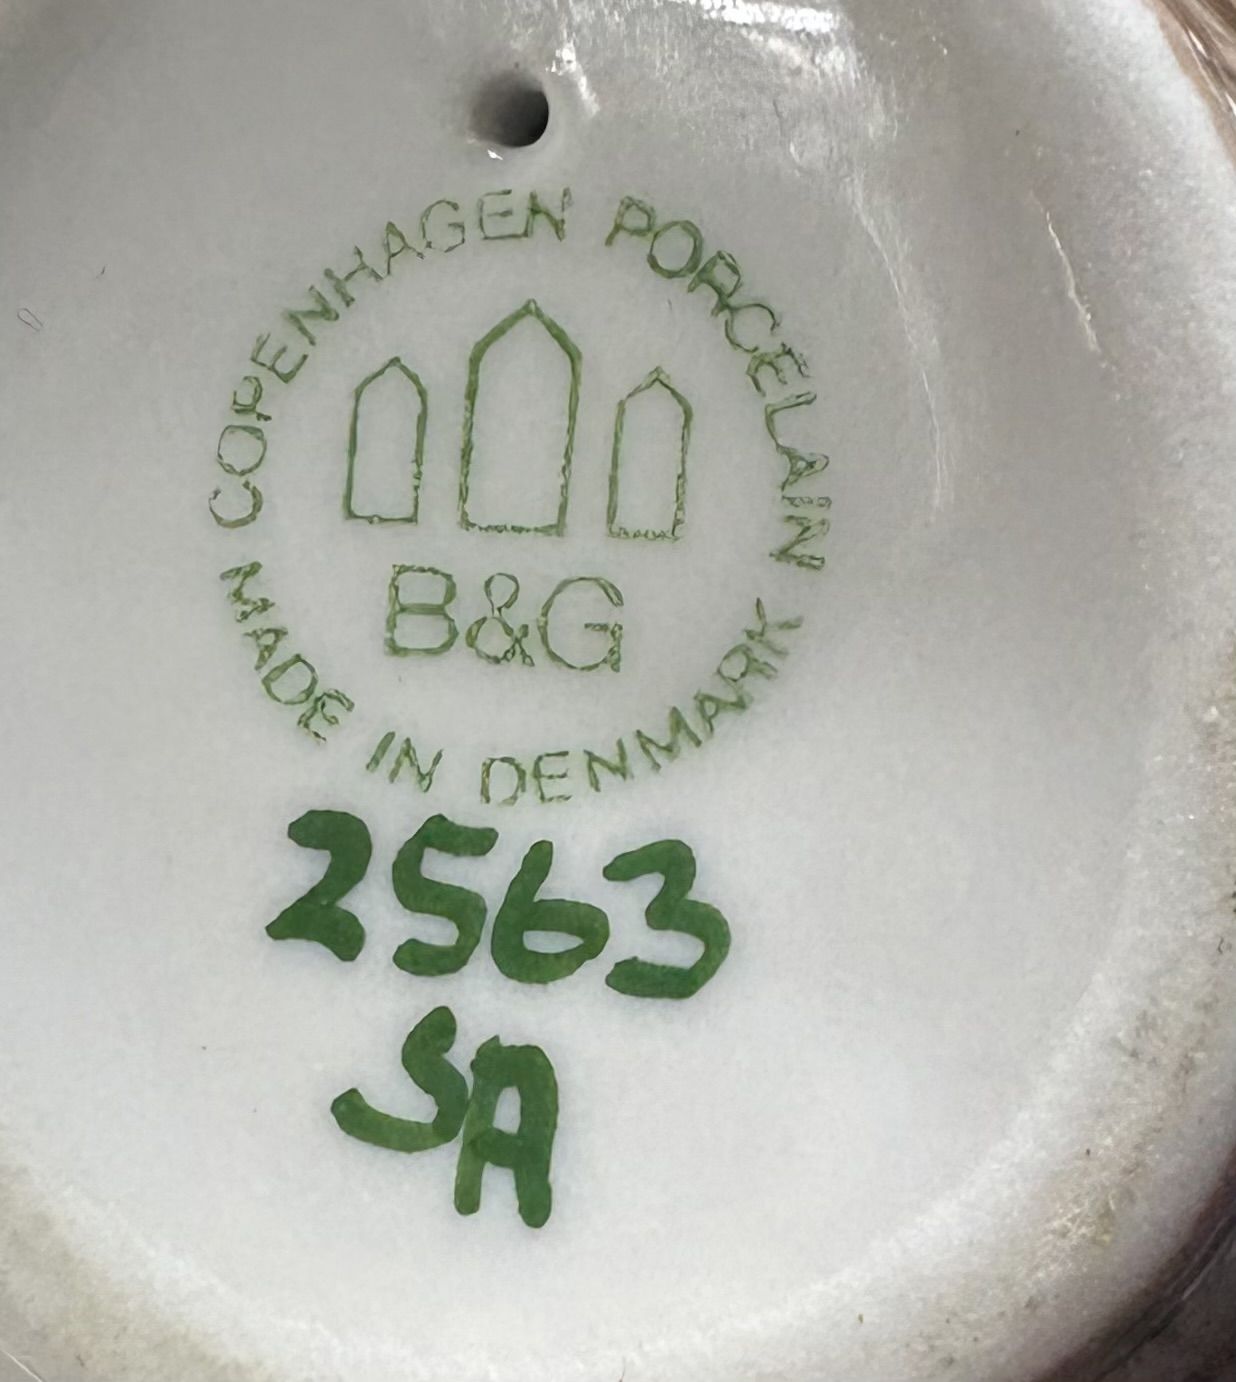 COPENHAGEN PORCELAIN
B&G
MADE IN DENMARK
2563
SA